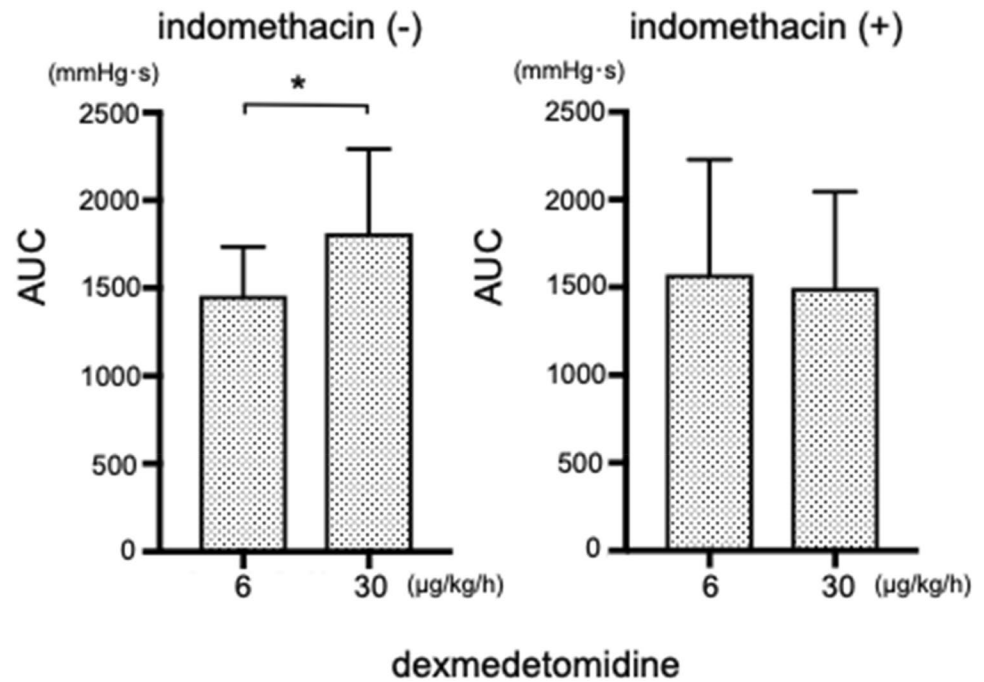 indomethacin (-)
(mmHg·s)
*
2500
2000
1500
1000
500
0
AUC
6 30 (μg/kg/h)
indomethacin (+)
(mmHg·s)
2500
2000
1500
1000
500
0
AUC
6 30 (μg/kg/h)
dexmedetomidine